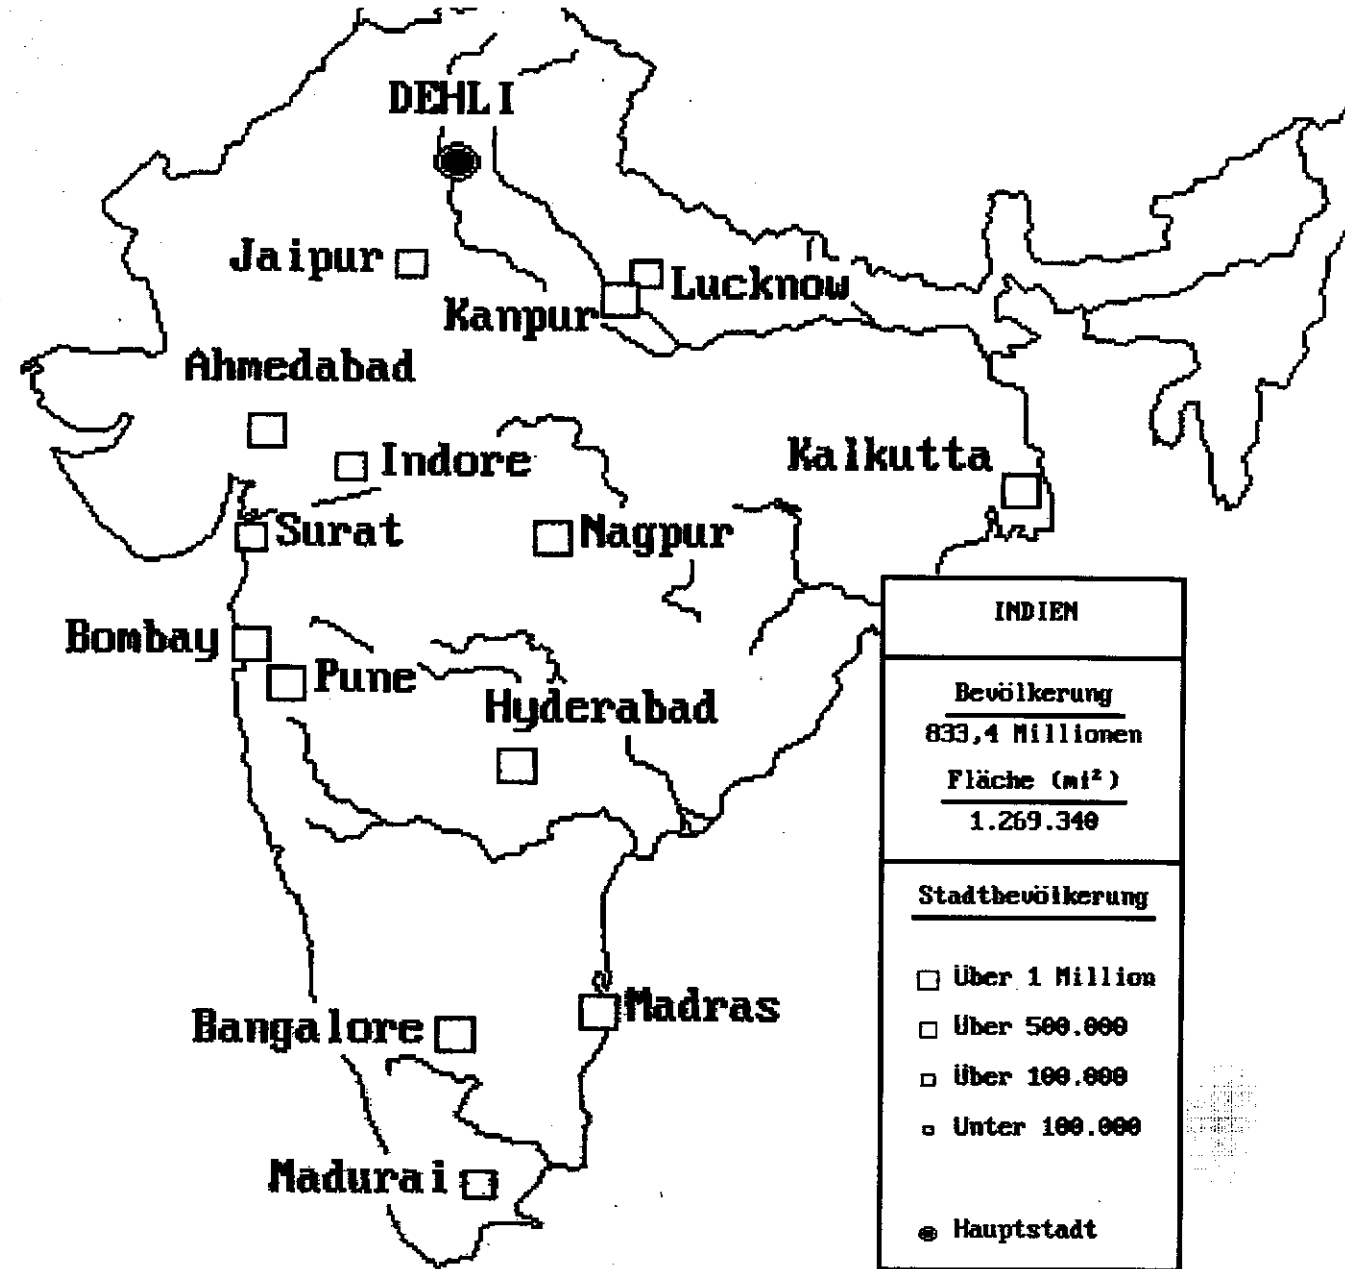 DEHLI
Jaipur
Lucknow
Kanpur
Ahmedabad
Indore
Kalkutta
Surat
Nagpur
Bombay
Pune
Hyderabad
Madras
Bangalore
Madurai
INDIEN
Bevölkerung
833,4 Millionen
Fläche (mi²)
1.269.340
Stadtbevölkerung
Über 1 Million
Über 500.000
Über 100.000
Unter 100.000
Hauptstadt